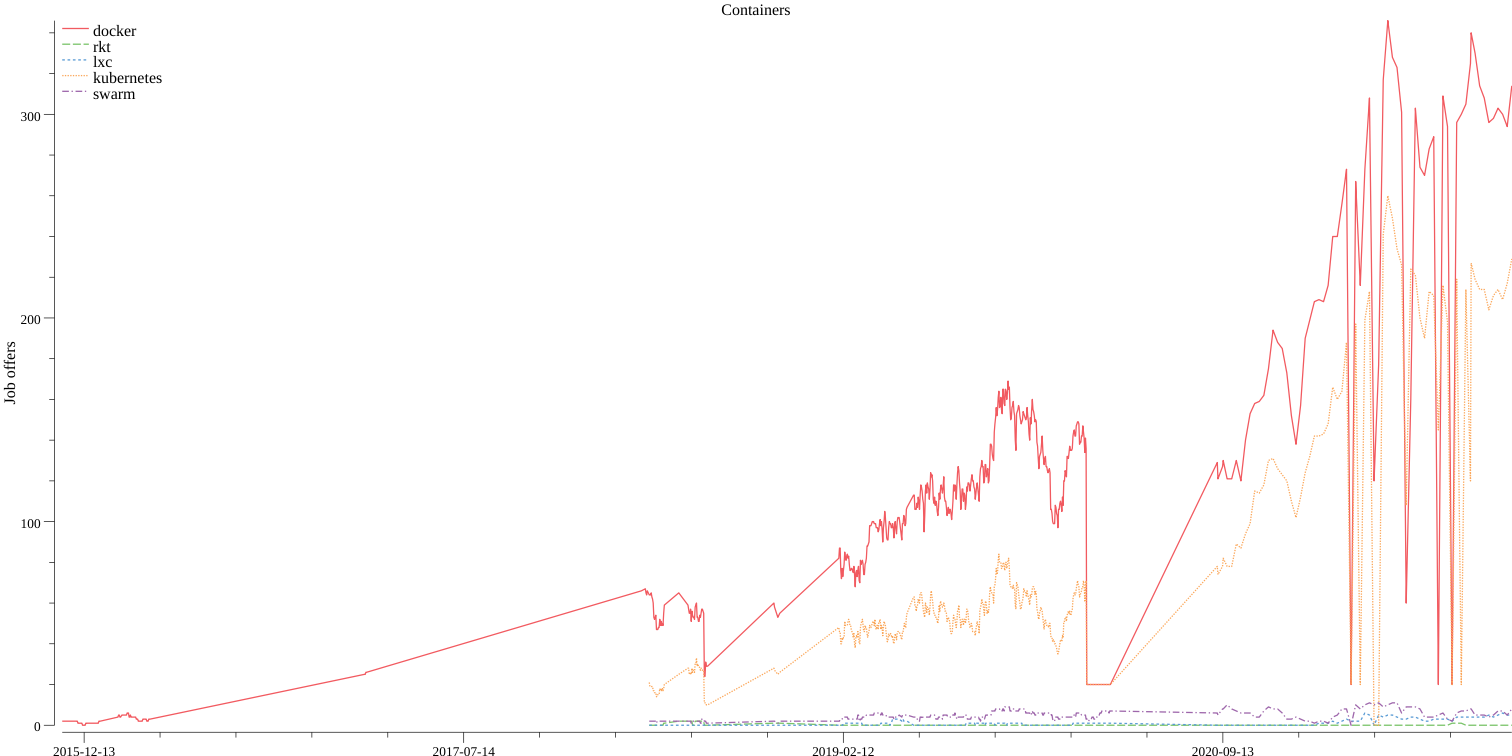 Containers
docker
rkt
lxc
kubernetes
swarm
Job offers
300
200
100
0
2015-12-13
2017-07-14
2019-02-12
2020-09-13